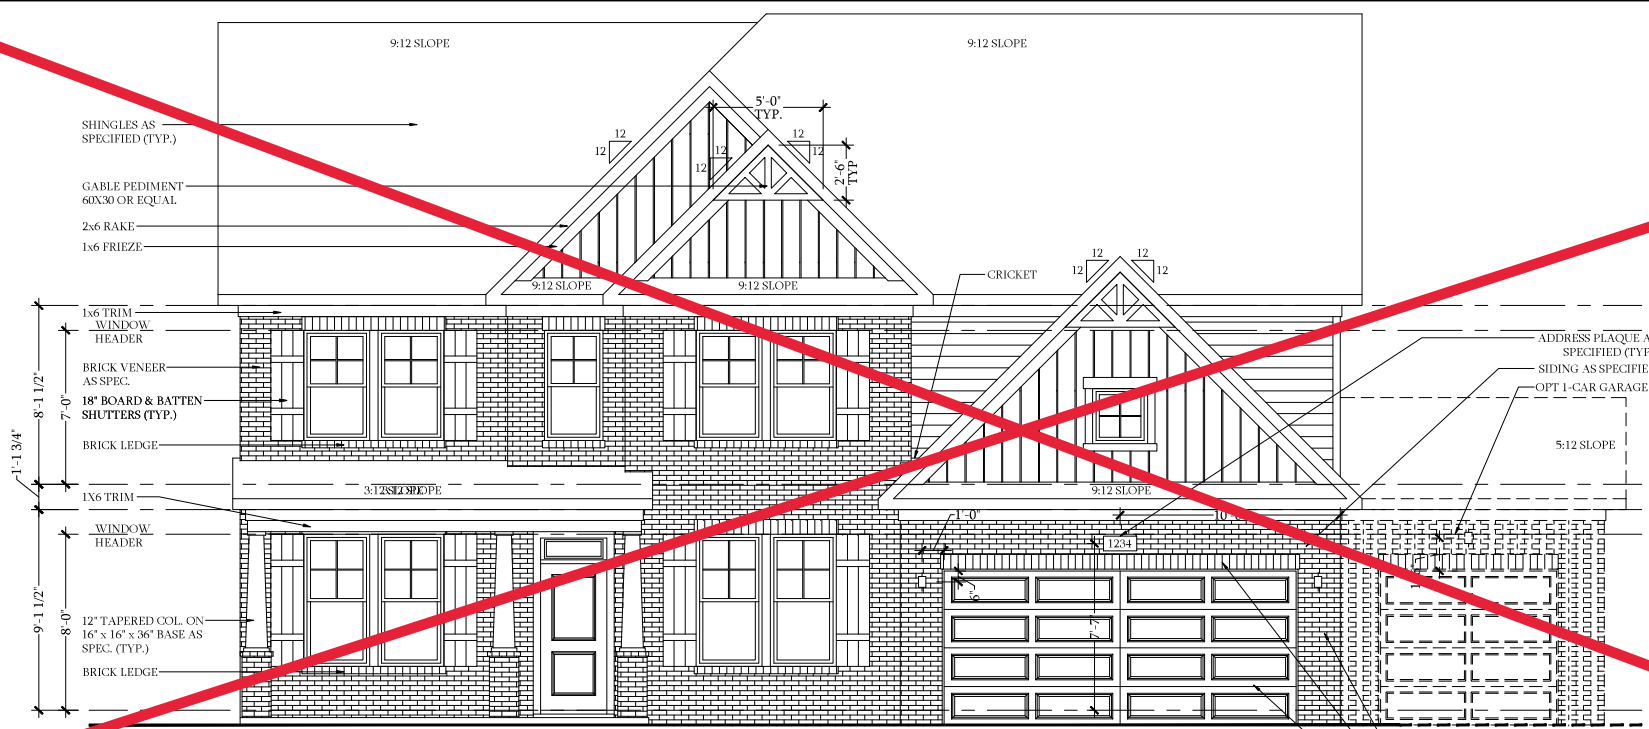 9:12 SLOPE
9:12 SLOPE
5'-0"
TYP.
SHINGLES AS
SPECIFIED (TYP.)
12
12
12
12
12
12
2'-6"
TYP
GABLE PEDIMENT
60X30 OR EQUAL
2x6 RAKE
1x6 FRIEZE
12
12
12
12
CRICKET
9:12 SLOPE
9:12 SLOPE
1x6 TRIM
WINDOW
HEADER
ADDRESS PLAQUE A
SPECIFIED (TYP
SIDING AS SPECIFIE
OPT 1-CAR GARAGE
BRICK VENEER
AS SPEC.
18" BOARD & BATTEN
SHUTTERS (TYP.)
8'-1 1/2"
7'-0"
BRICK LEDGE
5:12 SLOPE
1'-1 3/4"
3:12 SLOPE
9:12 SLOPE
1X6 TRIM
1'-0"
WINDOW
HEADER
1234
6"
7'-7"
9'-1 1/2"
8'-0"
12" TAPERED COL. ON
16" x 16" x 36" BASE AS
SPEC. (TYP.)
BRICK LEDGE